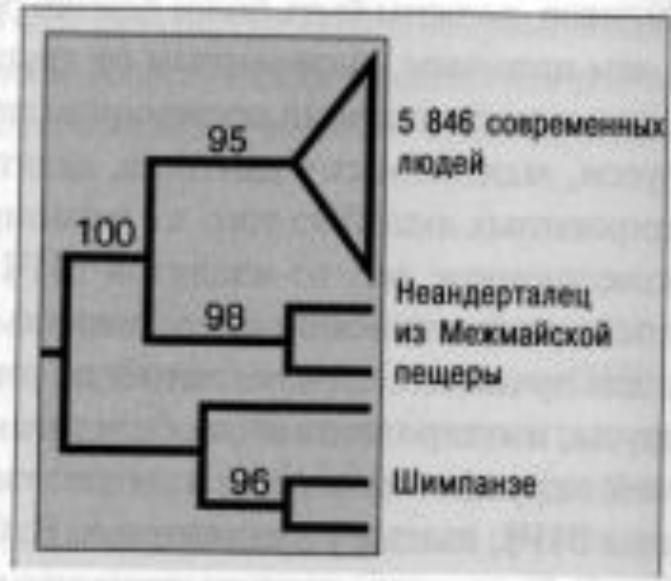 95
5 846 современных
людей
100
98
Неандерталец
из Межмайской
пещеры
96
Шимпанзе